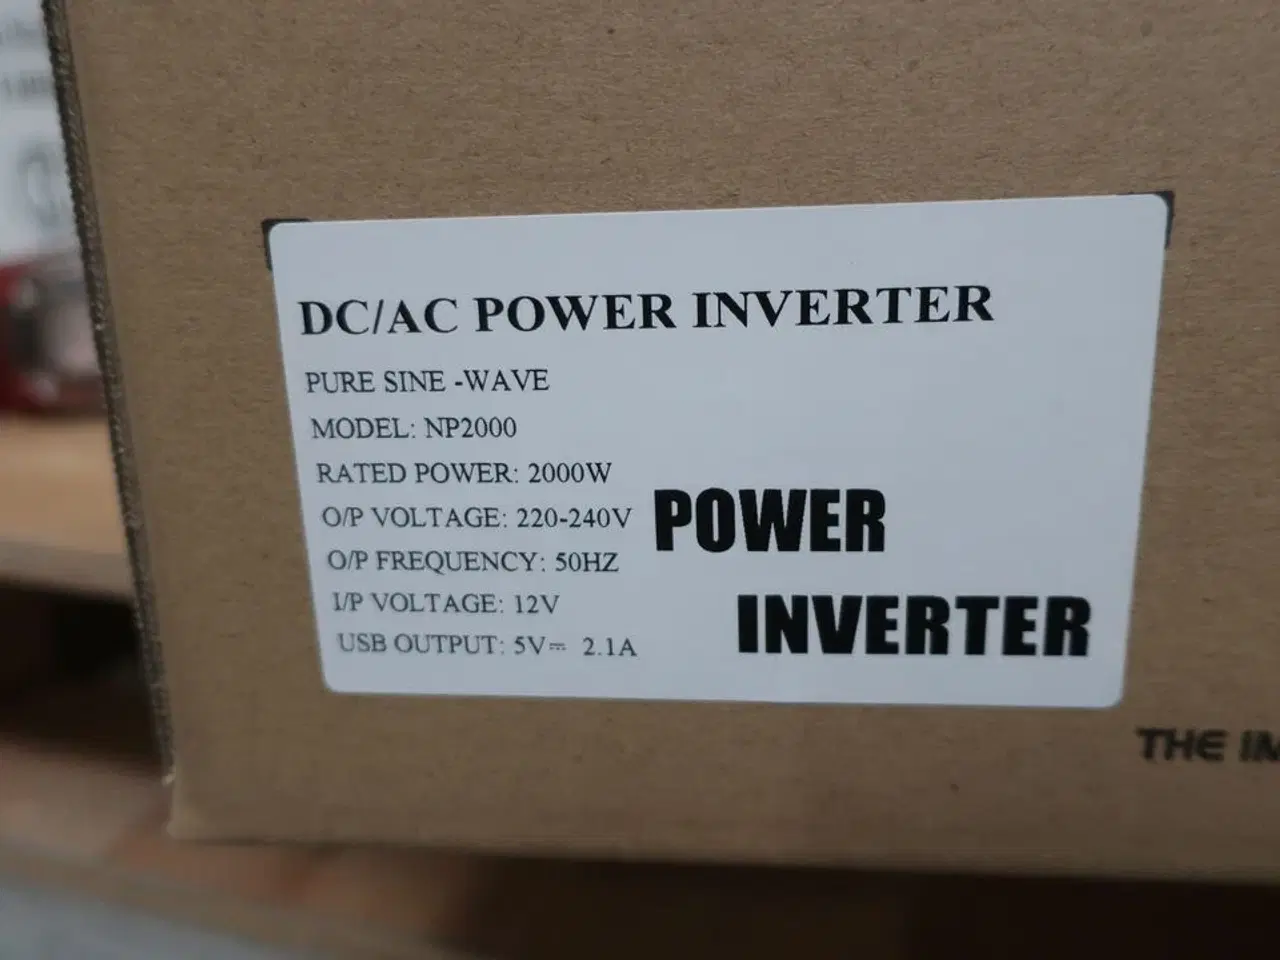 DC/AC POWER INVERTER
PURE SINE -WAVE
MODEL: NP2000
RATED POWER: 2000W
O/P VOLTAGE: 220-240V
O/P FREQUENCY: 50HZ
I/P VOLTAGE: 12V
USB OUTPUT: 5V⎓ 2.1A
POWER
INVERTER
THE